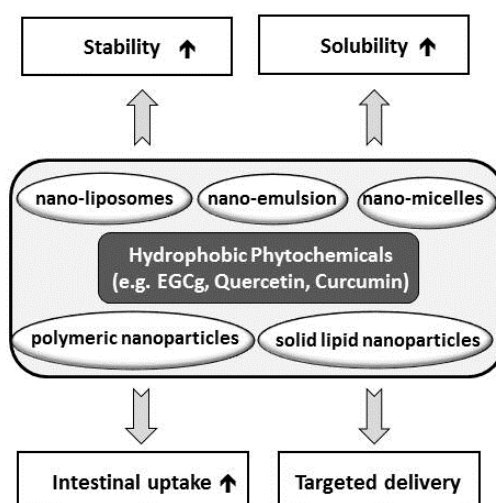 Stability ↑
Solubility ↑
nano-liposomes
nano-emulsion
nano-micelles
Hydrophobic Phytochemicals
(e.g. EGCg, Quercetin, Curcumin)
polymeric nanoparticles
solid lipid nanoparticles
Intestinal uptake ↑
Targeted delivery